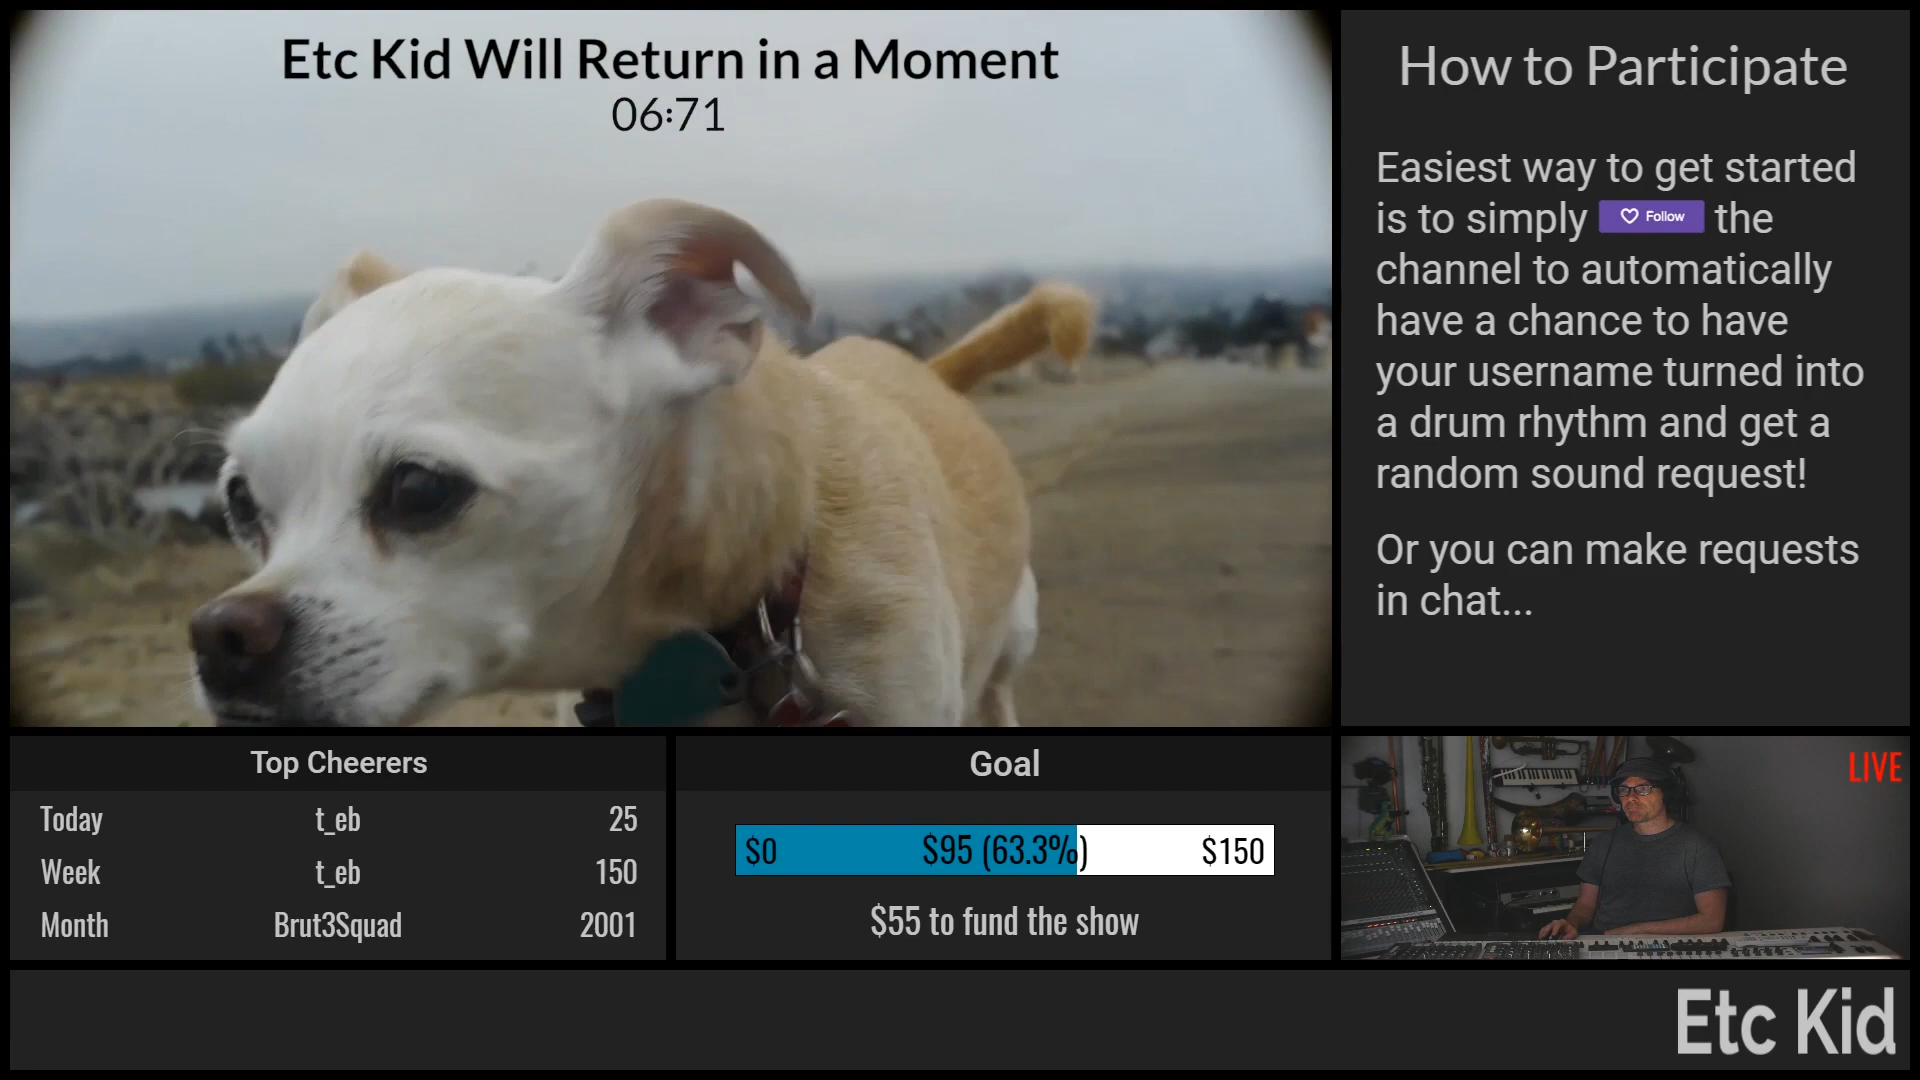 Etc Kid Will Return in a Moment
06:71
How to Participate
Easiest way to get started
is to simply Follow the
channel to automatically
have a chance to have
your username turned into
a drum rhythm and get a
random sound request!
Or you can make requests
in chat...
Top Cheerers
Today t_eb 25
Week t_eb 150
Month Brut3Squad 2001
Goal
$0 $95 (63.3%) $150
$55 to fund the show
LIVE
Etc Kid